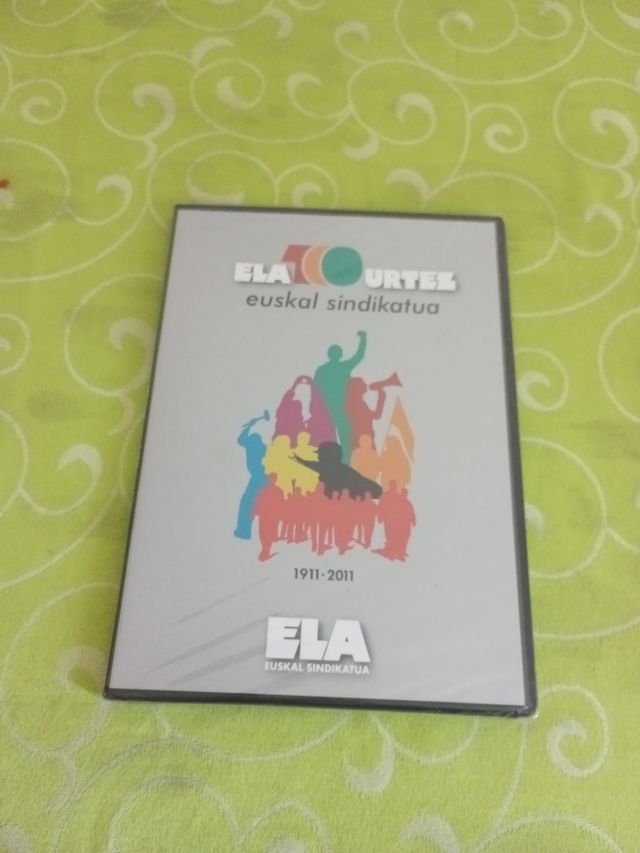 ELA 100 URTEZ
euskal sindikatua
1911·2011
ELA
EUSKAL SINDIKATUA